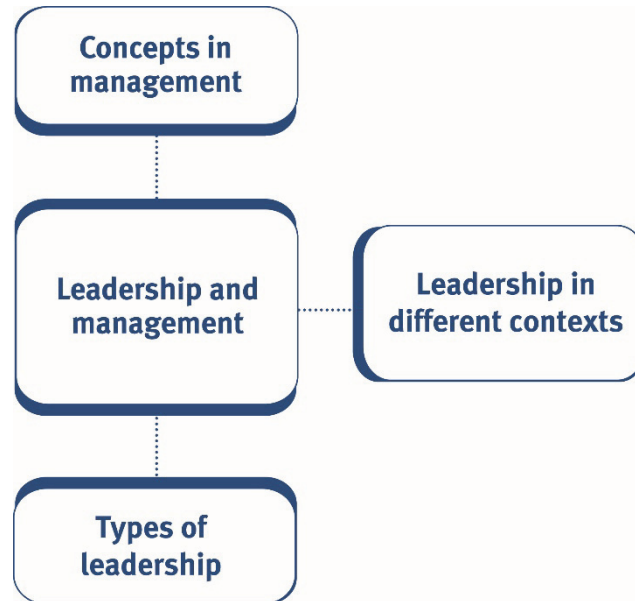 Concepts in
management
Leadership and
management
Leadership in
different contexts
Types of
leadership